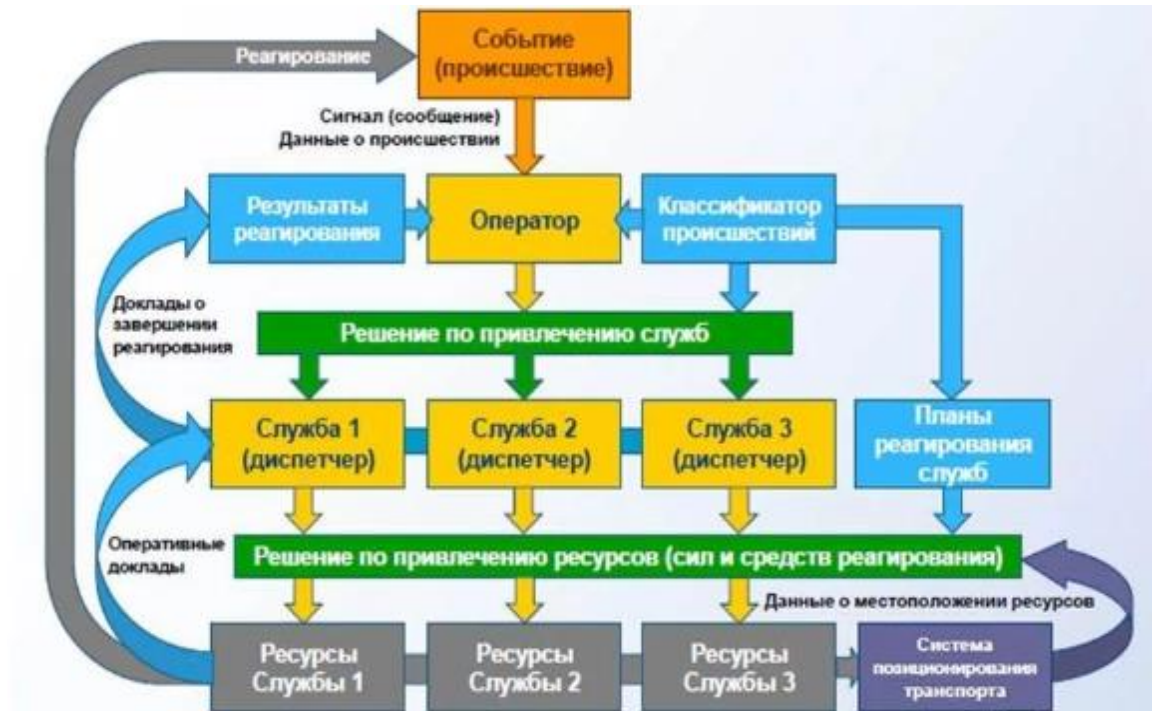 Реагирование
Событие
(происшествие)
Сигнал (сообщение)
Данные о происшествии
Результаты
реагирования
Оператор
Классификатор
происшествий
Доклады о
завершении
реагирования
Решение по привлечению служб
Служба 1
(диспетчер)
Служба 2
(диспетчер)
Служба 3
(диспетчер)
Планы
реагирования
служб
Оперативные
доклады
Решение по привлечению ресурсов (сил и средств реагирования)
Данные о местоположении ресурсов
Ресурсы
Службы 1
Ресурсы
Службы 2
Ресурсы
Службы 3
Система
позиционирования
транспорта